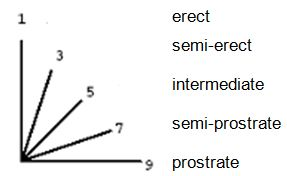 1
3
5
7
9
erect
semi-erect
intermediate
semi-prostrate
prostrate